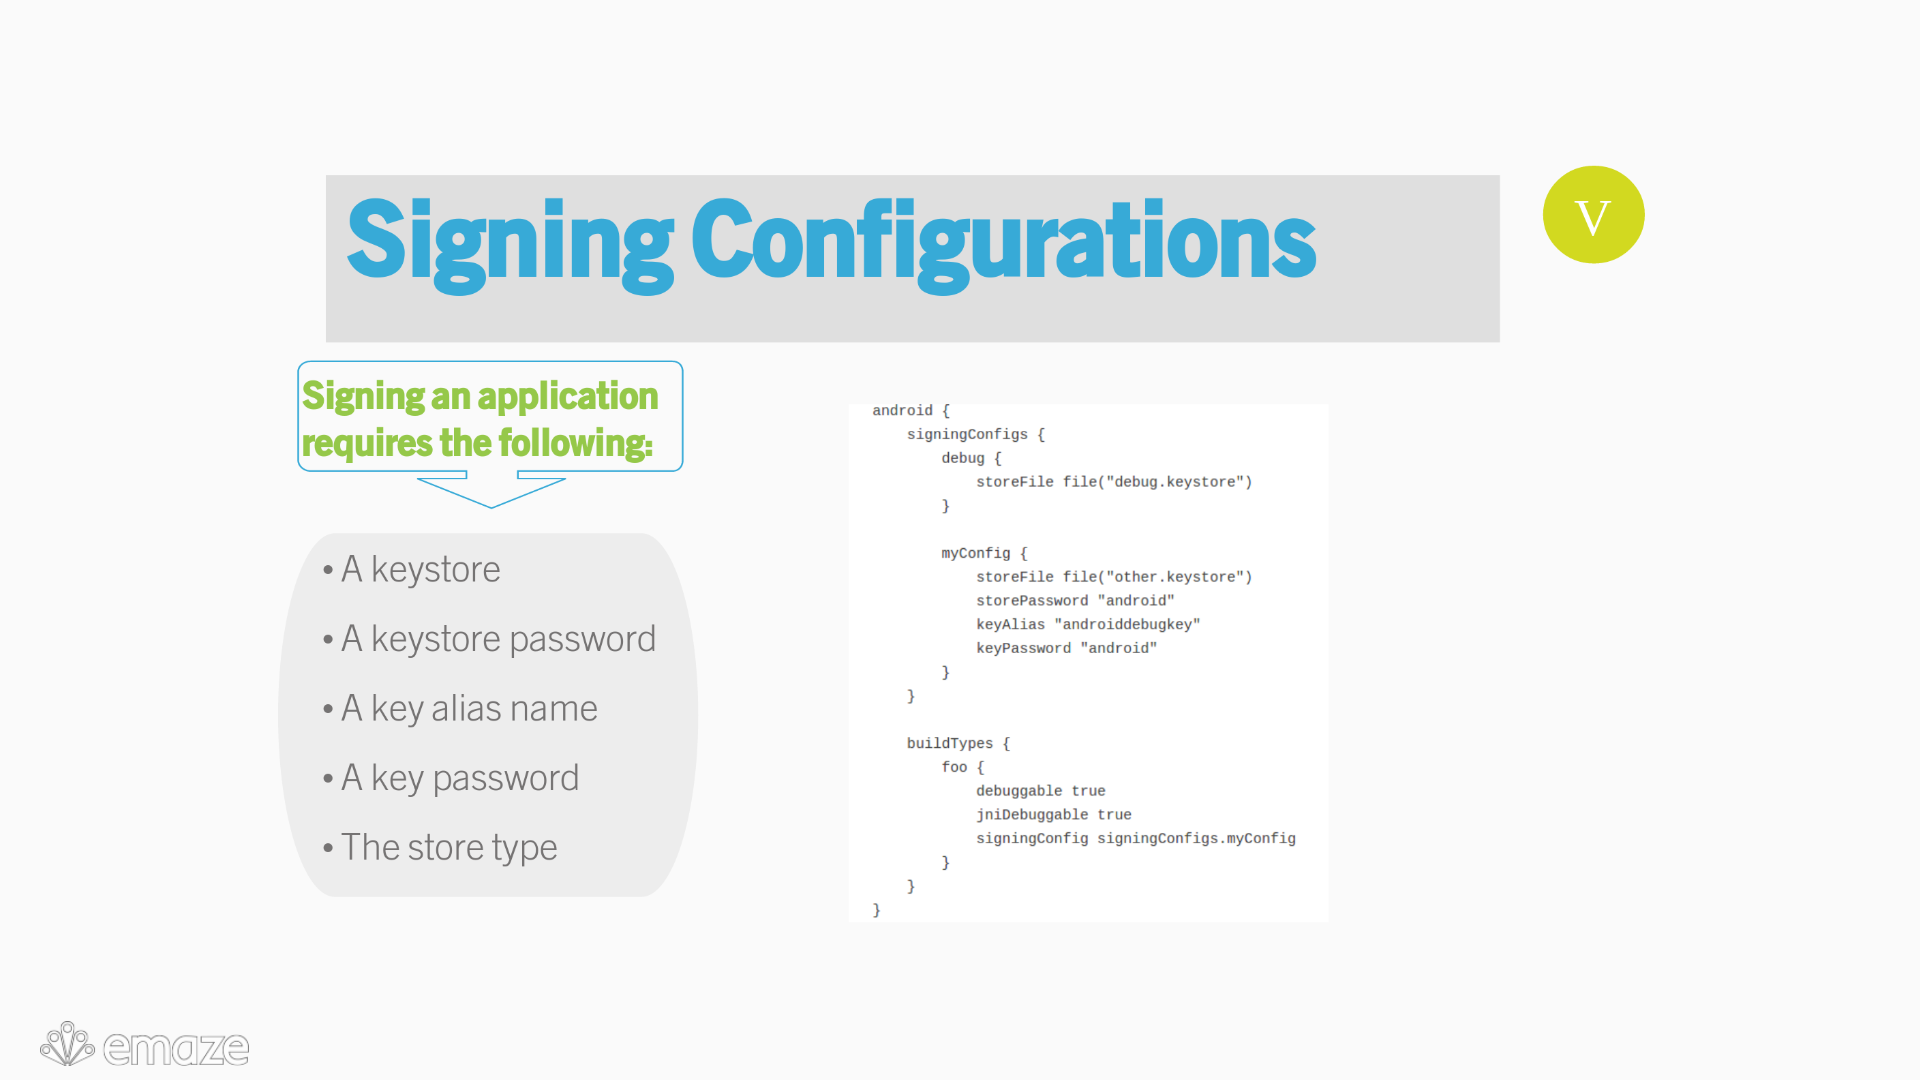 Signing Configurations
V
Signing an application
requires the following:
• A keystore
• A keystore password
• A key alias name
• A key password
• The store type
android {
    signingConfigs {
        debug {
            storeFile file("debug.keystore")
        }

        myConfig {
            storeFile file("other.keystore")
            storePassword "android"
            keyAlias "androiddebugkey"
            keyPassword "android"
        }
    }

    buildTypes {
        foo {
            debuggable true
            jniDebuggable true
            signingConfig signingConfigs.myConfig
        }
    }
}
emaze